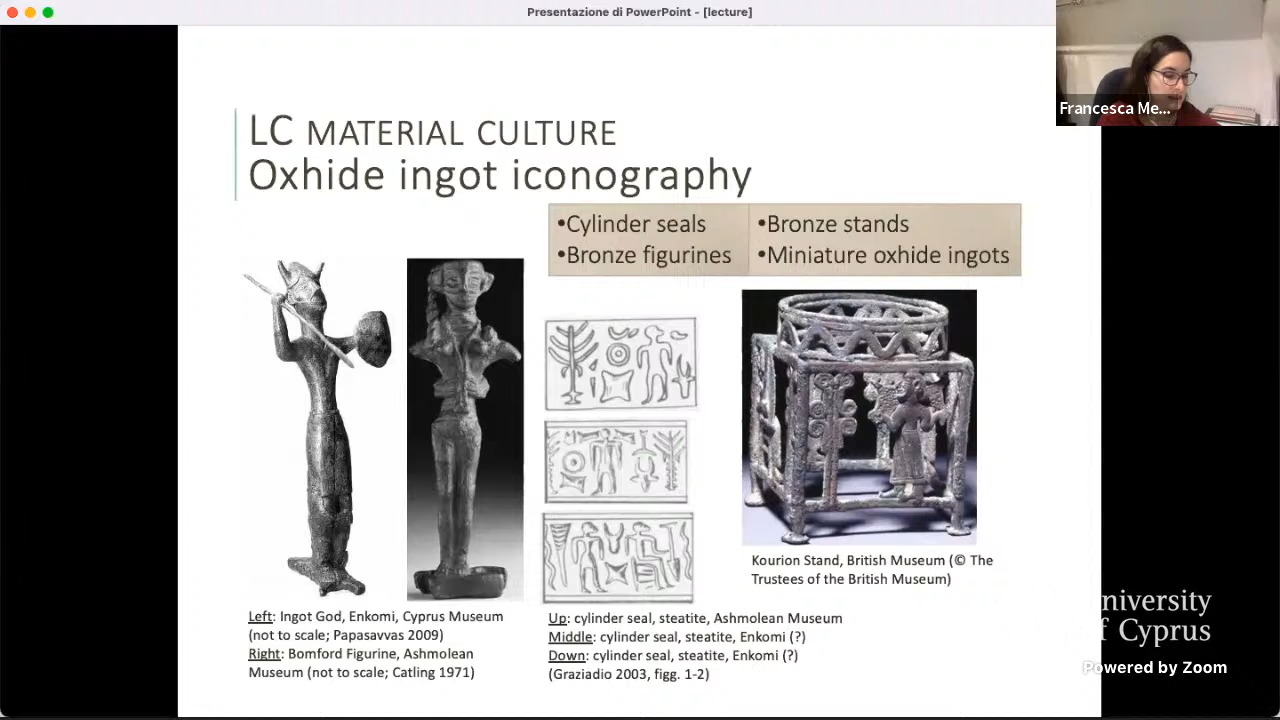 Presentazione di PowerPoint - [lecture]
Francesca Me...
LC MATERIAL CULTURE
Oxhide ingot iconography
•Cylinder seals
•Bronze figurines
•Bronze stands
•Miniature oxhide ingots
Kourion Stand, British Museum (© The
Trustees of the British Museum)
Left: Ingot God, Enkomi, Cyprus Museum
(not to scale; Papasavvas 2009)
Right: Bomford Figurine, Ashmolean
Museum (not to scale; Catling 1971)
Up: cylinder seal, steatite, Ashmolean Museum
Middle: cylinder seal, steatite, Enkomi (?)
Down: cylinder seal, steatite, Enkomi (?)
(Graziadio 2003, figg. 1-2)
niversity
f Cyprus
Powered by Zoom